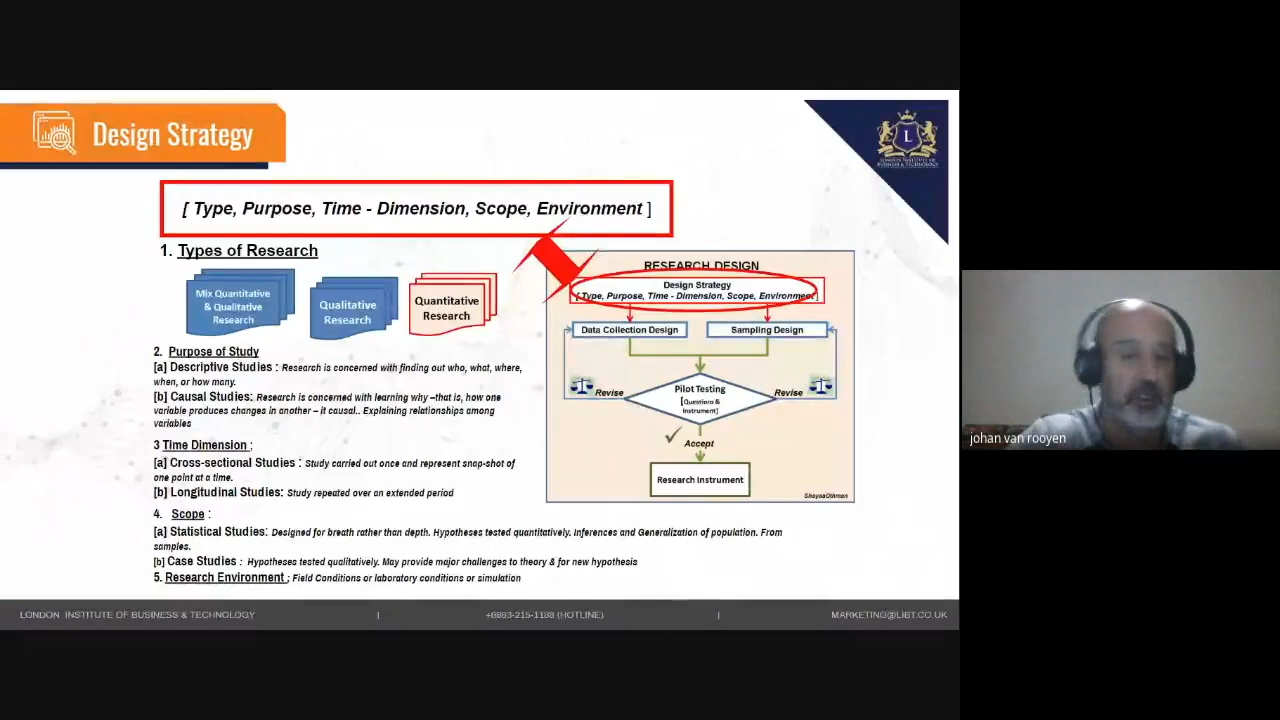 Design Strategy
L
LONDON INSTITUTE OF
BUSINESS & TECHNOLOGY
[ Type, Purpose, Time - Dimension, Scope, Environment ]
1. Types of Research
Mix Quantitative
& Qualitative
Research
Qualitative
Research
Quantitative
Research
2. Purpose of Study
[a] Descriptive Studies : Research is concerned with finding out who, what, where,
when, or how many.
[b] Causal Studies: Research is concerned with learning why –that is, how one
variable produces changes in another – it causal.. Explaining relationships among
variables
3 Time Dimension :
[a] Cross-sectional Studies : Study carried out once and represent snap-shot of
one point at a time.
[b] Longitudinal Studies: Study repeated over an extended period
4. Scope :
[a] Statistical Studies: Designed for breath rather than depth. Hypotheses tested quantitatively. Inferences and Generalization of population. From
samples.
[b] Case Studies : Hypotheses tested qualitatively. May provide major challenges to theory & for new hypothesis
5. Research Environment ; Field Conditions or laboratory conditions or simulation
RESEARCH DESIGN
Design Strategy
[ Type, Purpose, Time - Dimension, Scope, Environment ]
Data Collection Design
Sampling Design
Revise
Pilot Testing
[Questions &
Instrument]
Revise
Accept
Research Instrument
ShaysaOthman
johan van rooyen
LONDON INSTITUTE OF BUSINESS & TECHNOLOGY | (HOTLINE) | MARKETING@LIBT.CO.UK